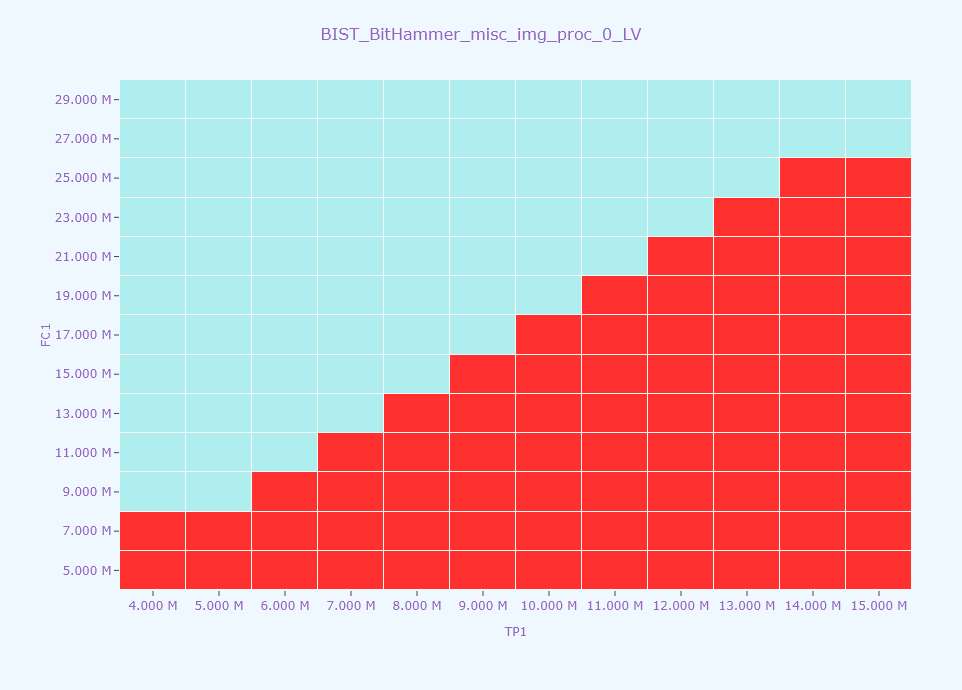 BIST_BitHammer_misc_img_proc_0_LV
29.000 M
27.000 M
25.000 M
23.000 M
21.000 M
19.000 M
17.000 M
15.000 M
13.000 M
11.000 M
9.000 M
7.000 M
5.000 M
FC1
4.000 M 5.000 M 6.000 M 7.000 M 8.000 M 9.000 M 10.000 M 11.000 M 12.000 M 13.000 M 14.000 M 15.000 M
TP1